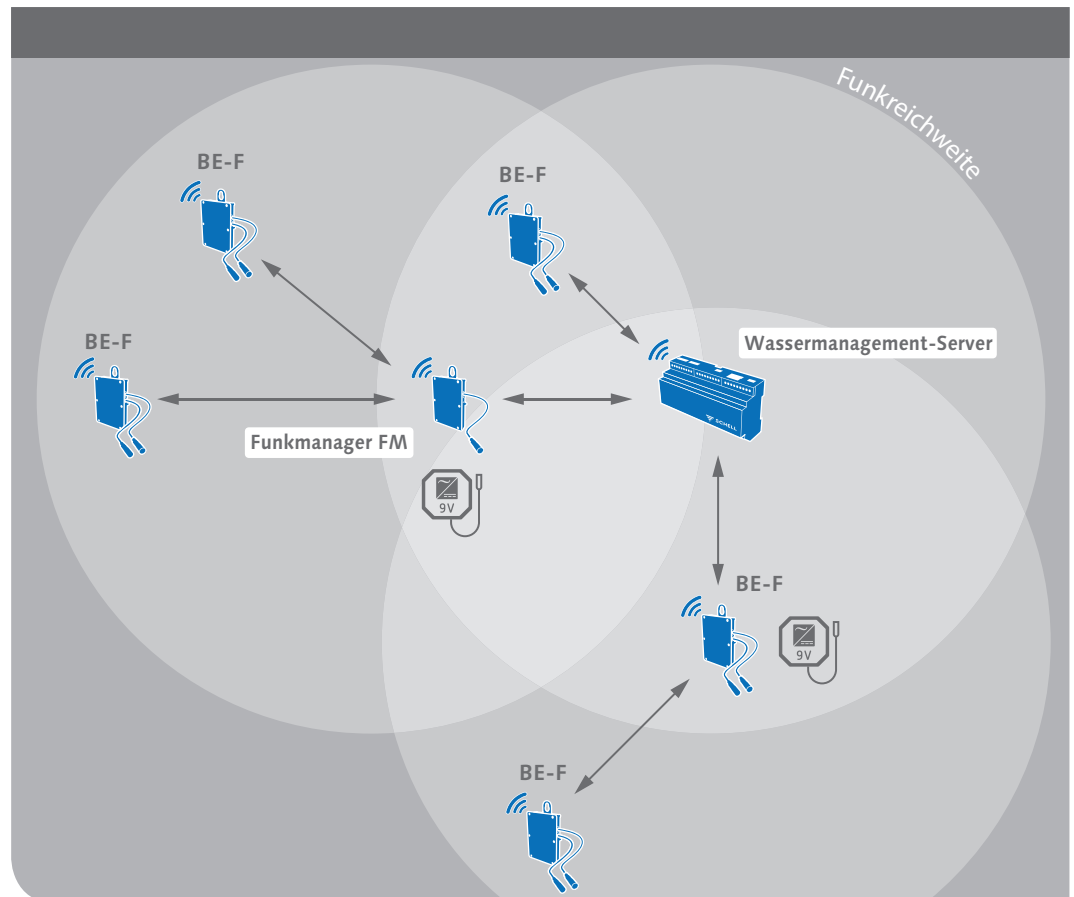 Funkreichweite
BE-F
BE-F
BE-F
Wassermanagement-Server
SCHELL
Funkmanager FM
9V
BE-F
9V
BE-F